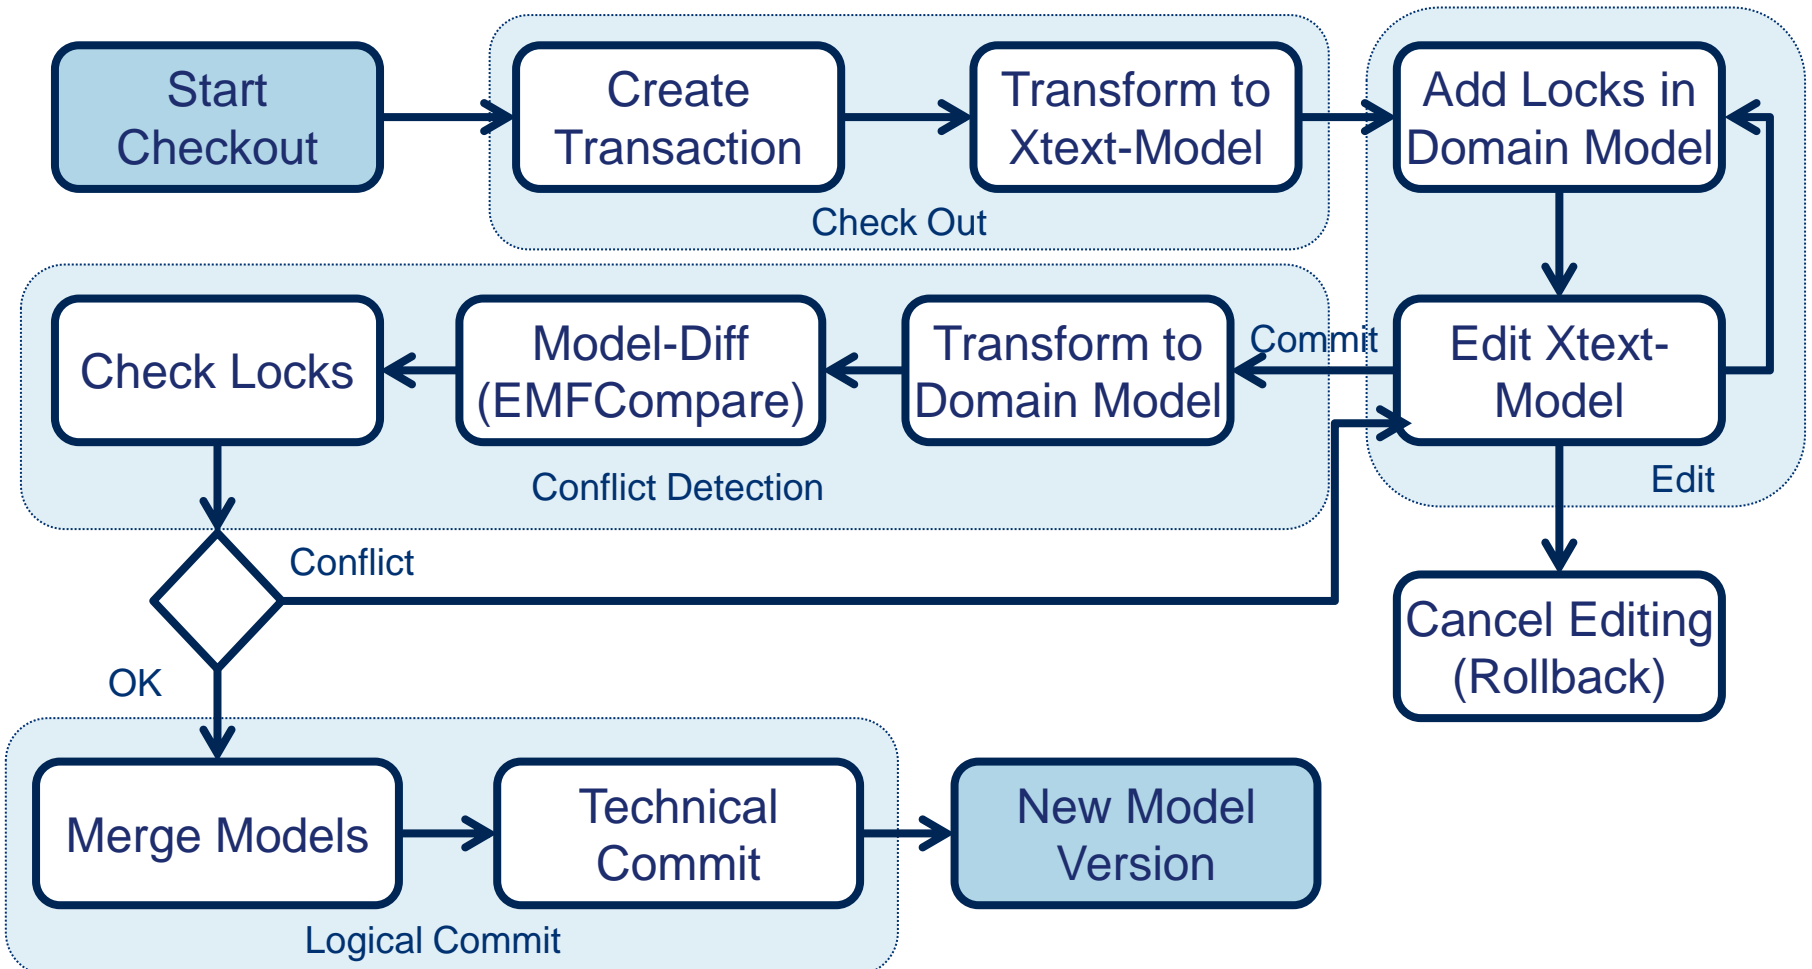 Start
Checkout
Create
Transaction
Transform to
Xtext-Model
Check Out
Add Locks in
Domain Model
Check Locks
Model-Diff
(EMFCompare)
Transform to
Domain Model
Commit
Edit Xtext-
Model
Conflict Detection
Edit
Conflict
OK
Cancel Editing
(Rollback)
Merge Models
Technical
Commit
New Model
Version
Logical Commit